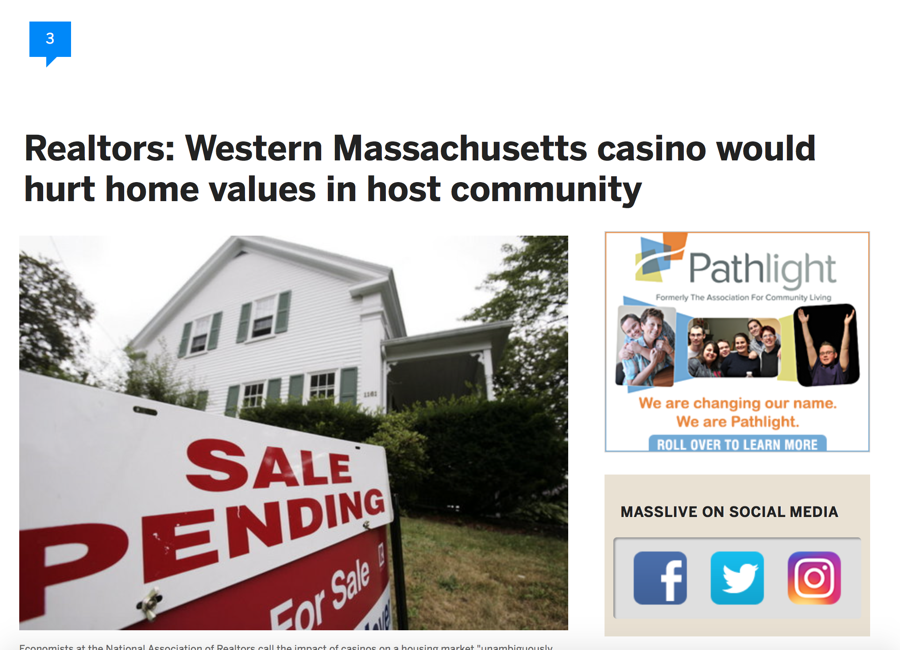 3
Realtors: Western Massachusetts casino would
hurt home values in host community
1181
SALE
PENDING
For Sale
Pathlight
Formerly The Association For Community Living
We are changing our name.
We are Pathlight.
ROLL OVER TO LEARN MORE
MASSLIVE ON SOCIAL MEDIA
Economists at the National Association of Realtors call the impact of casinos on a housing market "unambiguously